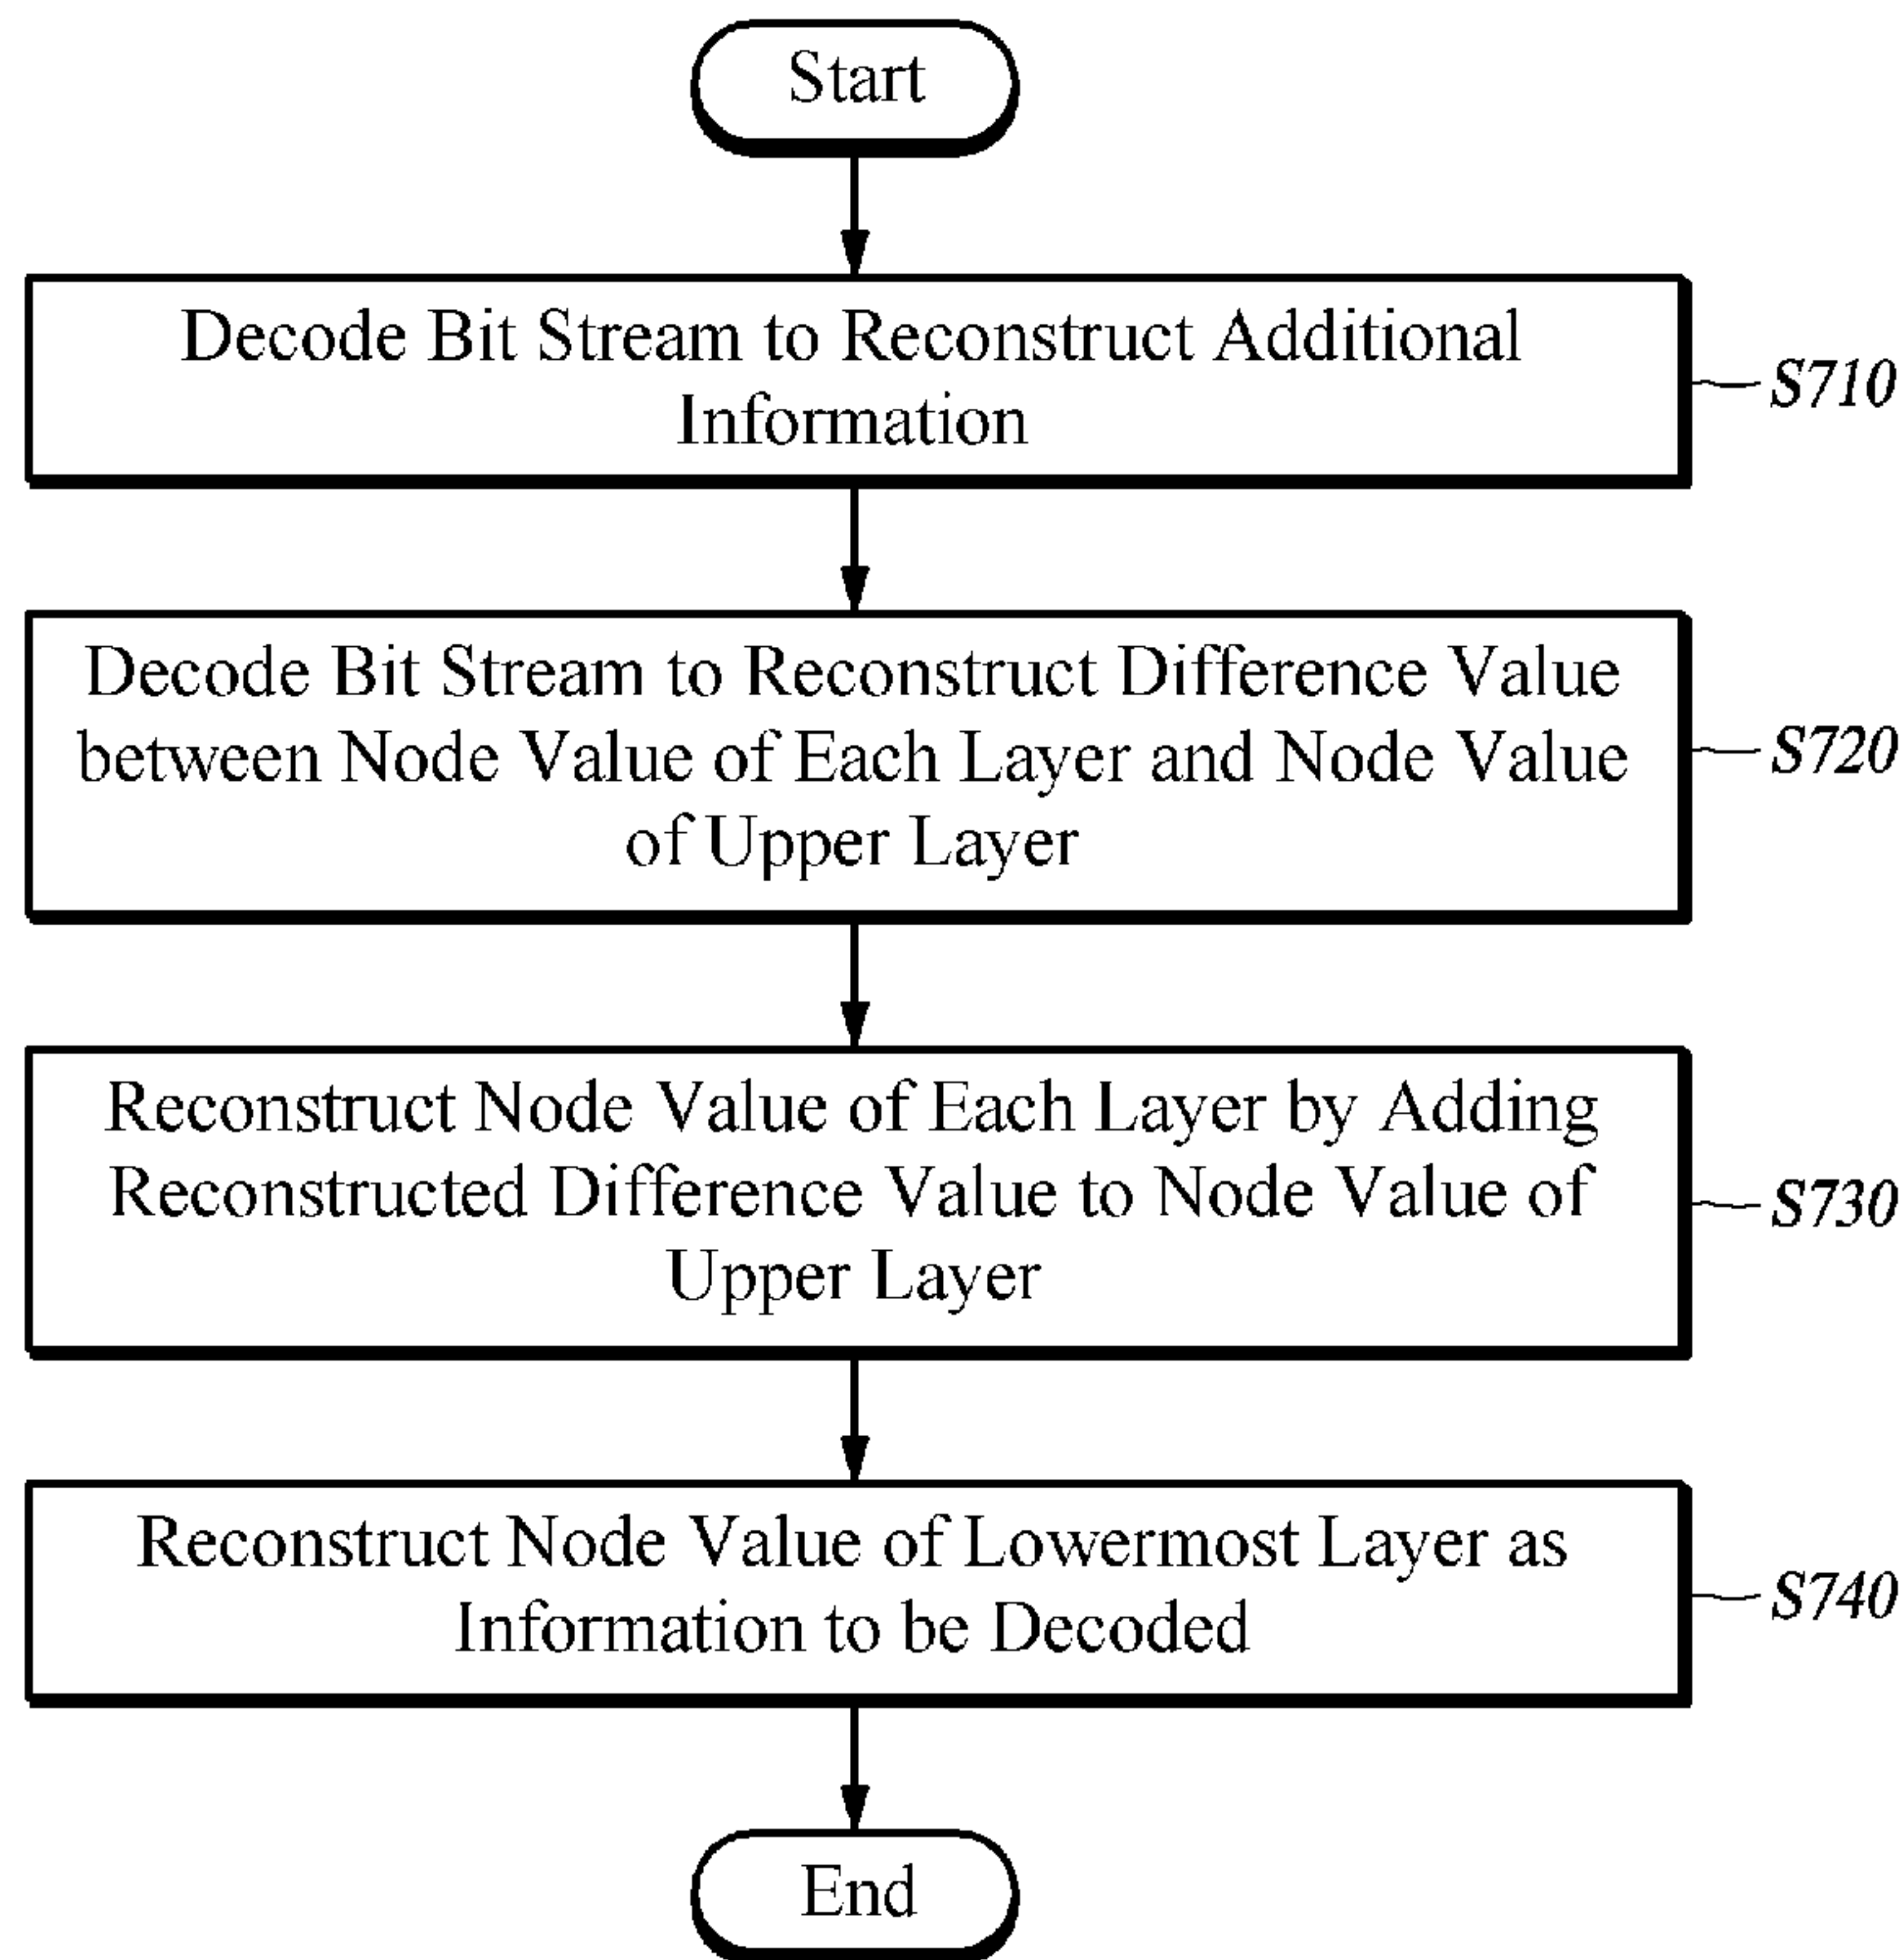 Start
Decode Bit Stream to Reconstruct Additional
Information
S710
Decode Bit Stream to Reconstruct Difference Value
between Node Value of Each Layer and Node Value
of Upper Layer
S720
Reconstruct Node Value of Each Layer by Adding
Reconstructed Difference Value to Node Value of
Upper Layer
S730
Reconstruct Node Value of Lowermost Layer as
Information to be Decoded
S740
End